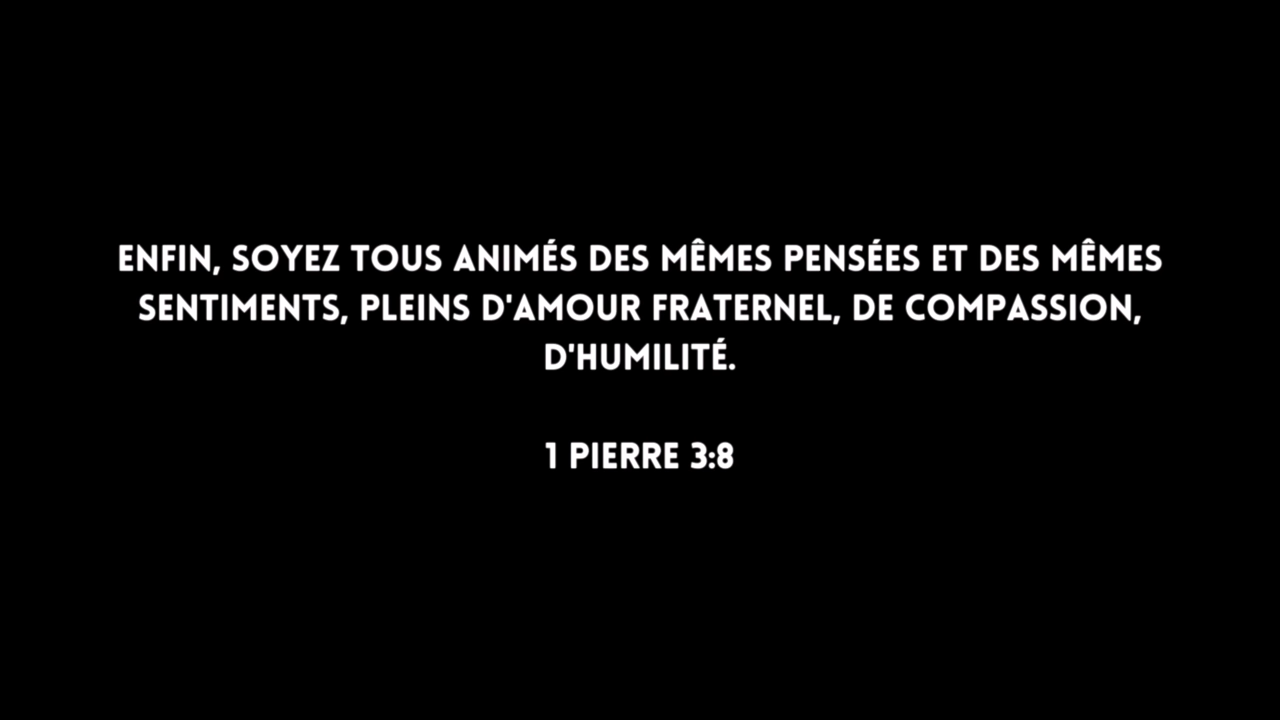 ENFIN, SOYEZ TOUS ANIMÉS DES MÊMES PENSÉES ET DES MÊMES
SENTIMENTS, PLEINS D'AMOUR FRATERNEL, DE COMPASSION,
D'HUMILITÉ.
1 PIERRE 3:8